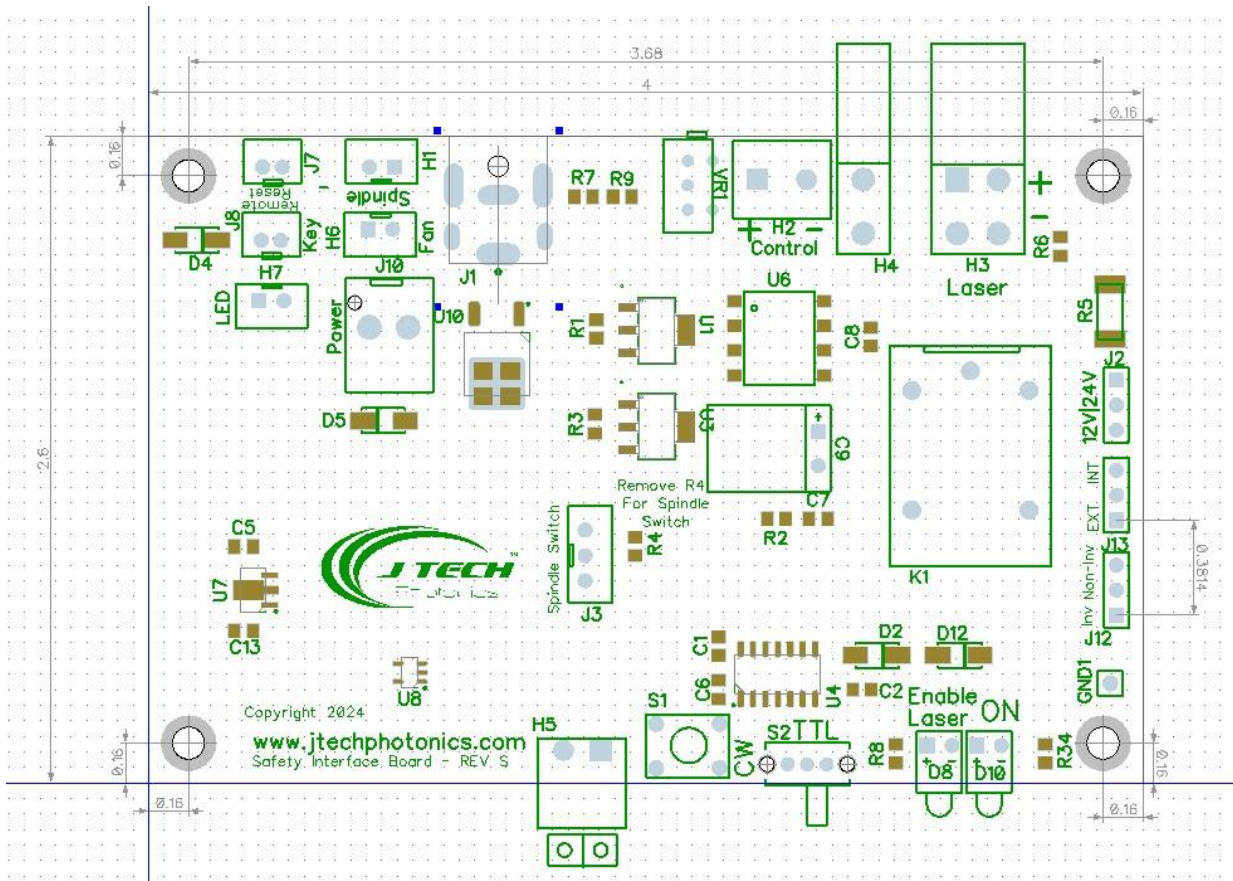 3.68
4
0.16
0.16
J7
H1
Remote
Reset
Spindle
-
R7 R9
VR1
+ H2 -
Control
+
-
D4
J8
Key
H6
Fan
H4
H3
Laser
R6
H7
J10
J1
LED
Power
U10
U6
R1
U1
C8
R5
J2
12V|24V
D5
R3
+
C9
2.6
Remove R4
For Spindle
Switch
C7
R2
INT
EXT
J13
0.3814
C5
Spindle Switch
R4
K1
J TECH
™
U7
J3
Inv Non-Inv
J12
C13
C1
D2 D12
U8
C6
U4
C2
GND1
Copyright 2024
www.jtechphotonics.com
Safety Interface Board - REV S
H5
S1
S2 TTL
CW
Enable
Laser
ON
R8
+ -
D8
+ -
D10
R34
0.16
0.16
0.16
0.16